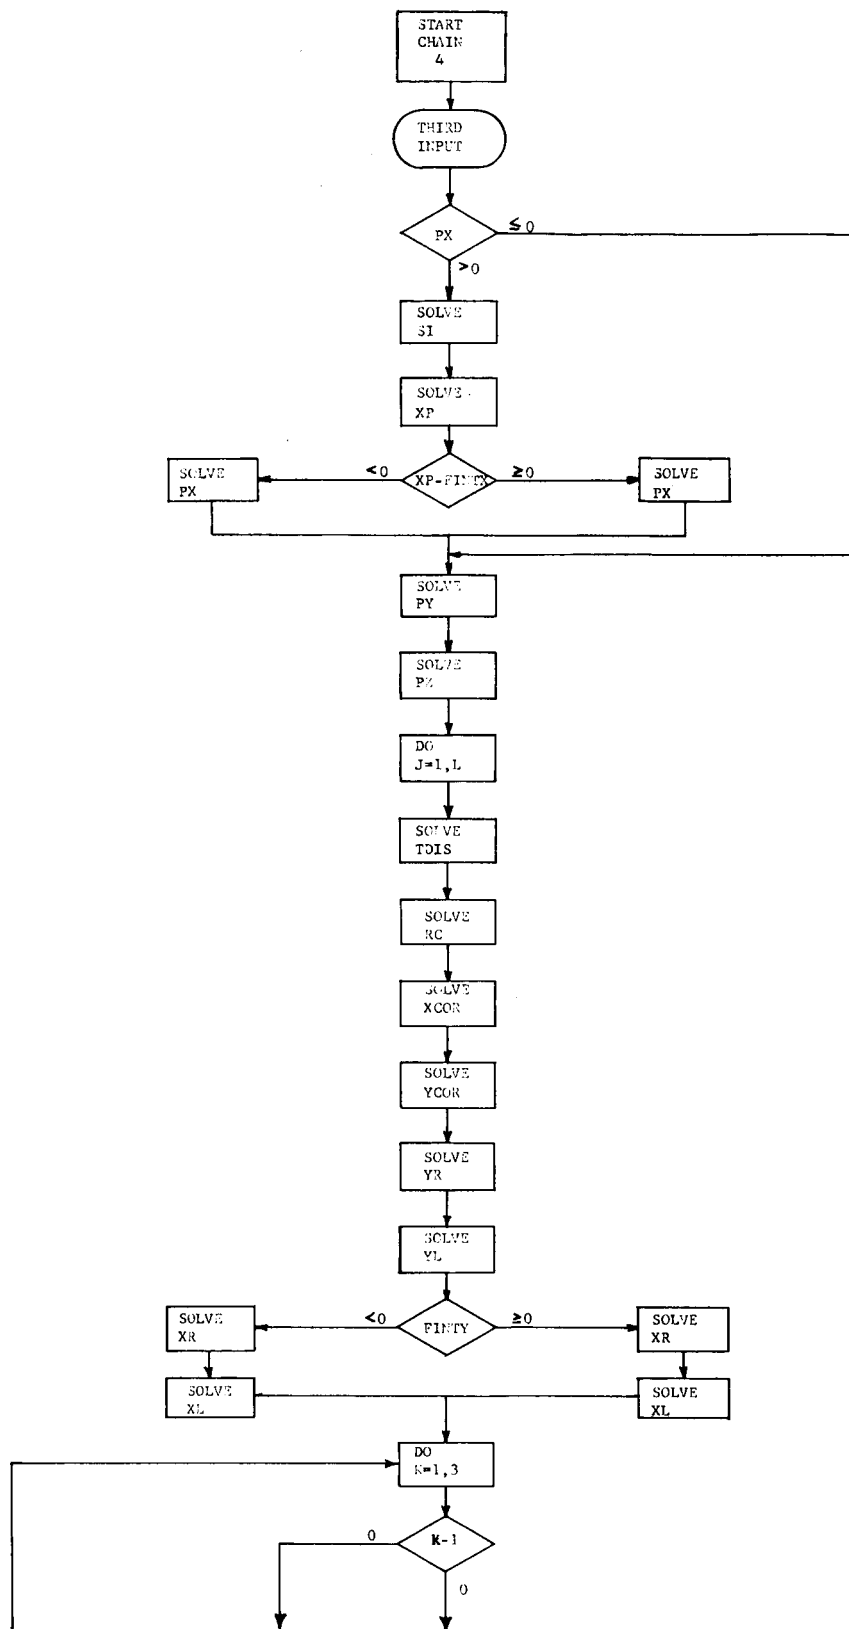 START
CHAIN
4
THIRD
INPUT
PX
≤0
>0
SOLVE
SI
SOLVE
XP
SOLVE
PX
<0
XP-FINTX
≥0
SOLVE
PX
SOLVE
PY
SOLVE
PZ
DO
J=1,L
SOLVE
TDIS
SOLVE
RC
SOLVE
XCOR
SOLVE
YCOR
SOLVE
YR
SOLVE
YL
SOLVE
XR
<0
FINTY
≥0
SOLVE
XR
SOLVE
XL
SOLVE
XL
DO
K=1,3
0
K-1
0